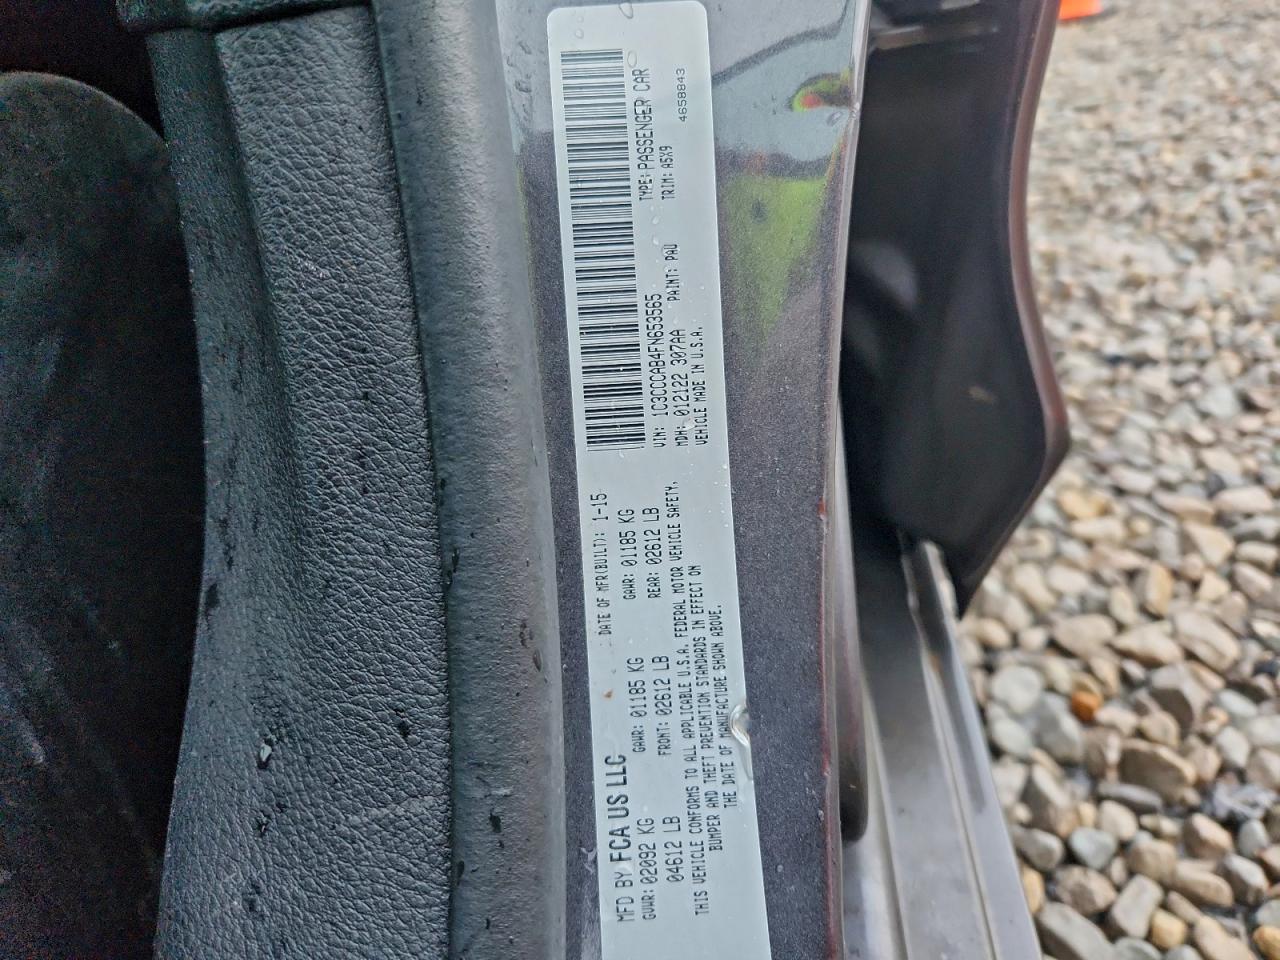 MFD BY FCA US LLC
DATE OF MFR(BUILT): 1-15
GVWR: 02092 KG
GAWR: 01185 KG
GAWR: 01185 KG
04612 LB
FRONT: 02612 LB
REAR: 02612 LB
THIS VEHICLE CONFORMS TO ALL APPLICABLE U.S.A. FEDERAL MOTOR VEHICLE SAFETY,
BUMPER AND THEFT PREVENTION STANDARDS IN EFFECT ON
THE DATE OF MANUFACTURE SHOWN ABOVE.
VIN: 1C3CCCAB4FN653565
TYPE: PASSENGER CAR
MDH: 012122 307AA
PAINT: PAU
TRIM: A5X9
VEHICLE MADE IN U.S.A.
4658843